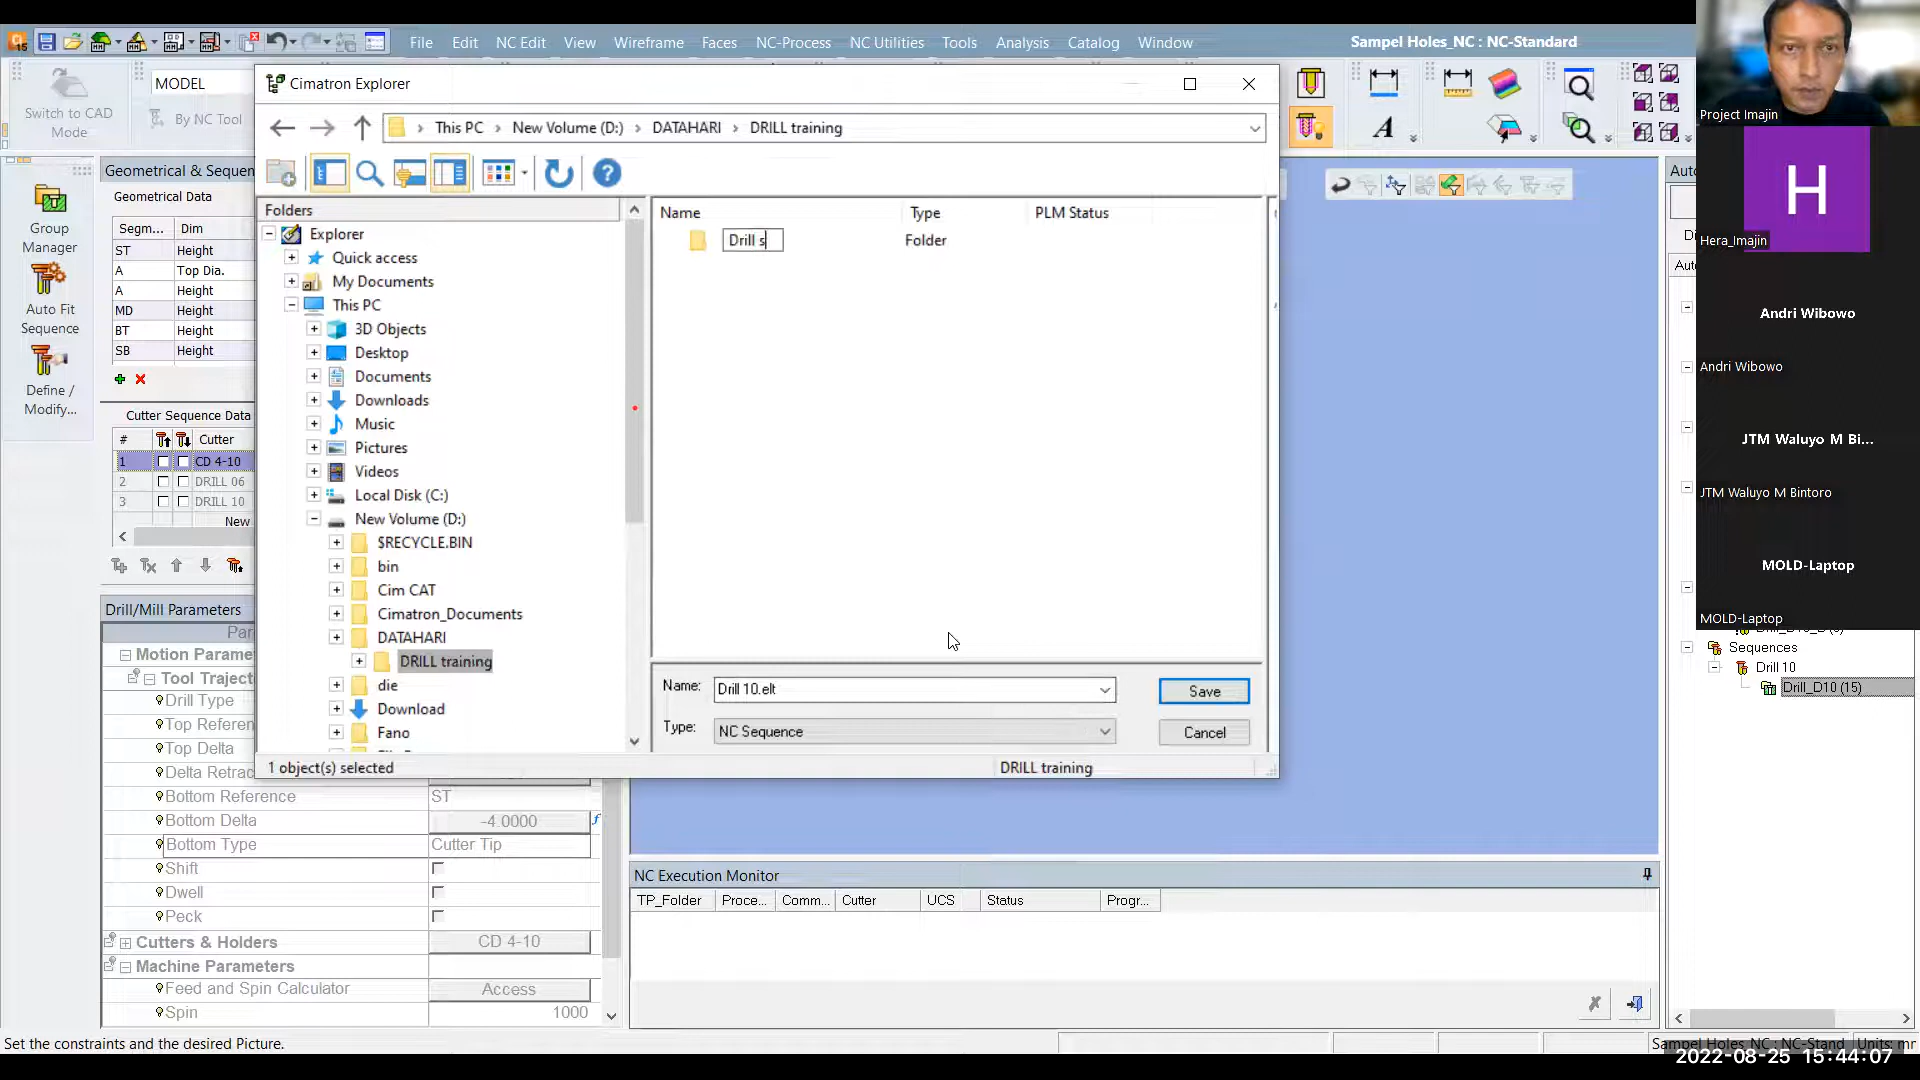 File Edit NC Edit View Wireframe Faces NC-Process NC Utilities Tools Analysis Catalog Window
Sampel Holes_NC : NC-Standard
Switch to CAD
Mode
MODEL
By NC Tool
Cimatron Explorer
This PC New Volume (D:) DATAHARI DRILL training
Folders
Explorer
Quick access
My Documents
This PC
3D Objects
Desktop
Documents
Downloads
Music
Pictures
Videos
Local Disk (C:)
New Volume (D:)
$RECYCLE.BIN
bin
Cim CAT
Cimatron_Documents
DATAHARI
DRILL training
die
Download
Fano
Name Type PLM Status
Drill s Folder
Name: Drill 10.elt Save
Type: NC Sequence Cancel
1 object(s) selected DRILL training
Group
Manager
Auto Fit
Sequence
Define /
Modify...
Geometrical & Sequen
Geometrical Data
Segm... Dim
ST Height
A Top Dia.
A Height
MD Height
BT Height
SB Height
Cutter Sequence Data
# Cutter
1 CD 4-10
2 DRILL 06
3 DRILL 10
New
Drill/Mill Parameters
Par
Motion Parame
Tool Traject
Drill Type
Top Referen
Top Delta
Delta Retrac
Bottom Reference ST
Bottom Delta -4.0000 f
Bottom Type Cutter Tip
Shift
Dwell
Peck
Cutters & Holders CD 4-10
Machine Parameters
Feed and Spin Calculator Access
Spin 1000
NC Execution Monitor
TP_Folder Proce... Comm... Cutter UCS Status Progr...
Auto
Di
Aut
Sequences
Drill 10
Drill_D10 (15)
Project Imajin
H
Hera_Imajin
Andri Wibowo
Andri Wibowo
JTM Waluyo M Bi...
JTM Waluyo M Bintoro
MOLD-Laptop
MOLD-Laptop
Set the constraints and the desired Picture.
Sampel Holes_NC : NC-Stand Units: mr
2022-08-25 15:44:07